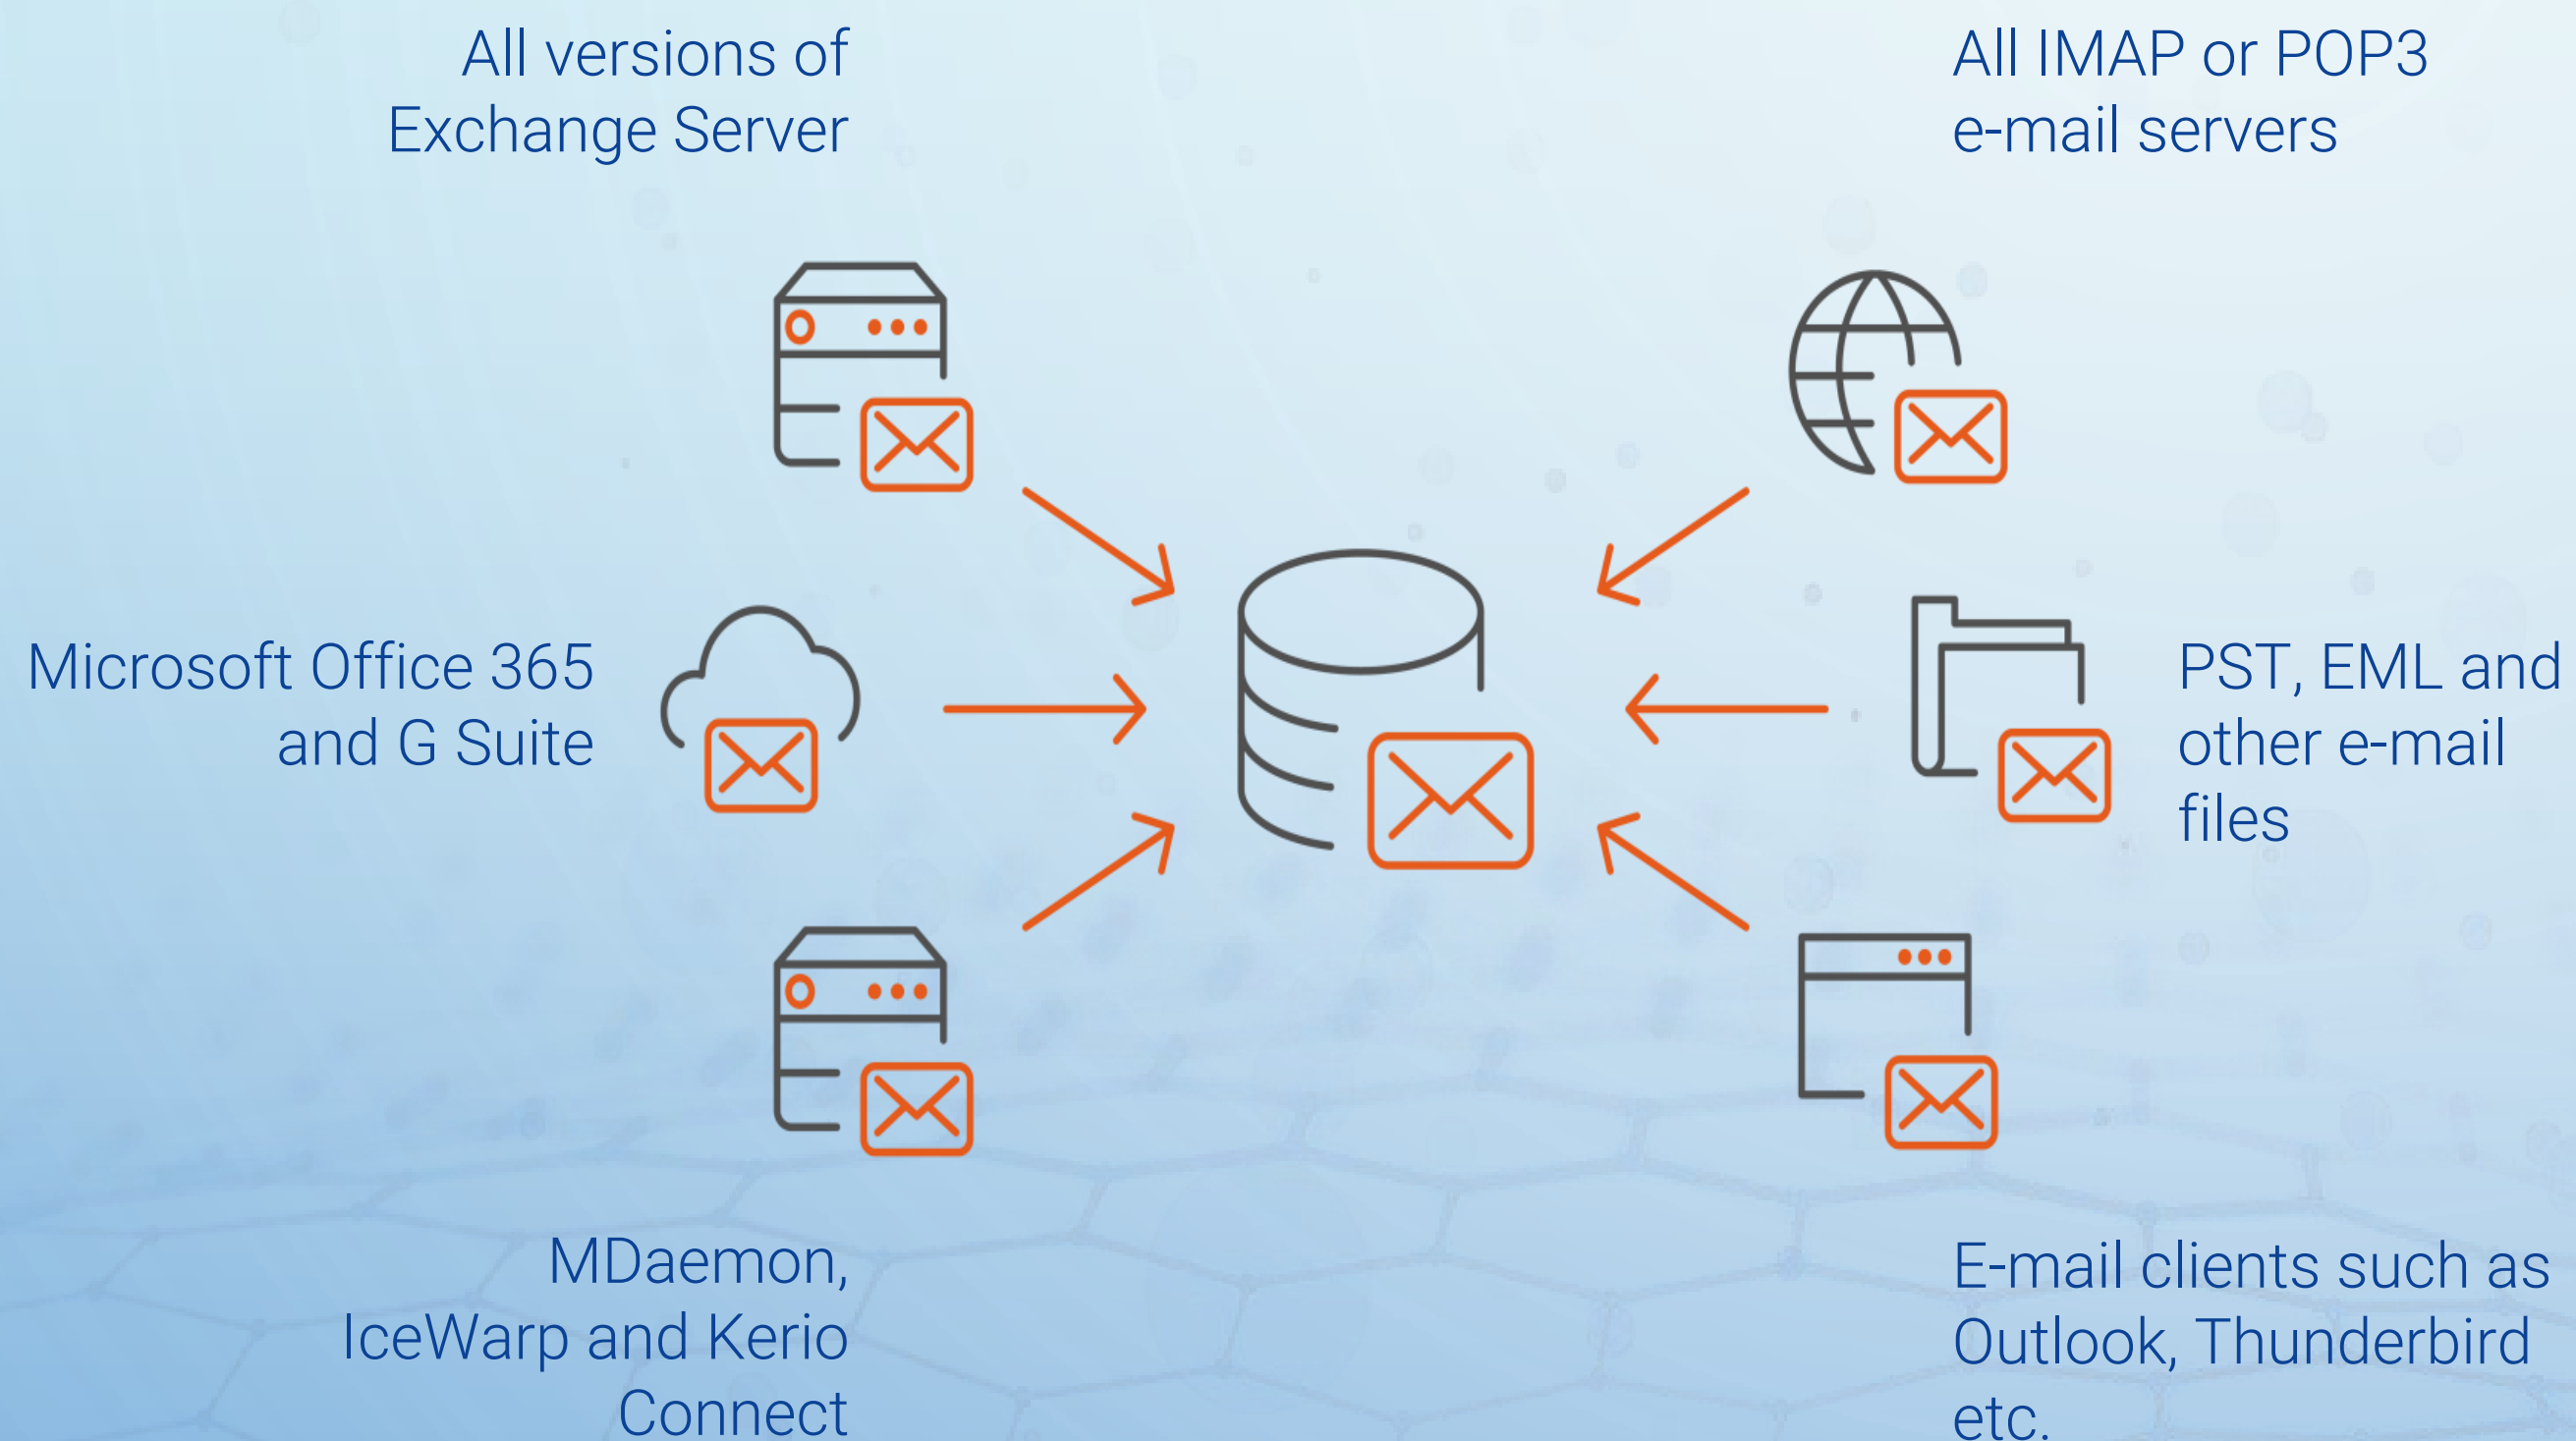 All versions of
Exchange Server
All IMAP or POP3
e-mail servers
Microsoft Office 365
and G Suite
PST, EML and
other e-mail
files
MDaemon,
IceWarp and Kerio
Connect
E-mail clients such as
Outlook, Thunderbird
etc.